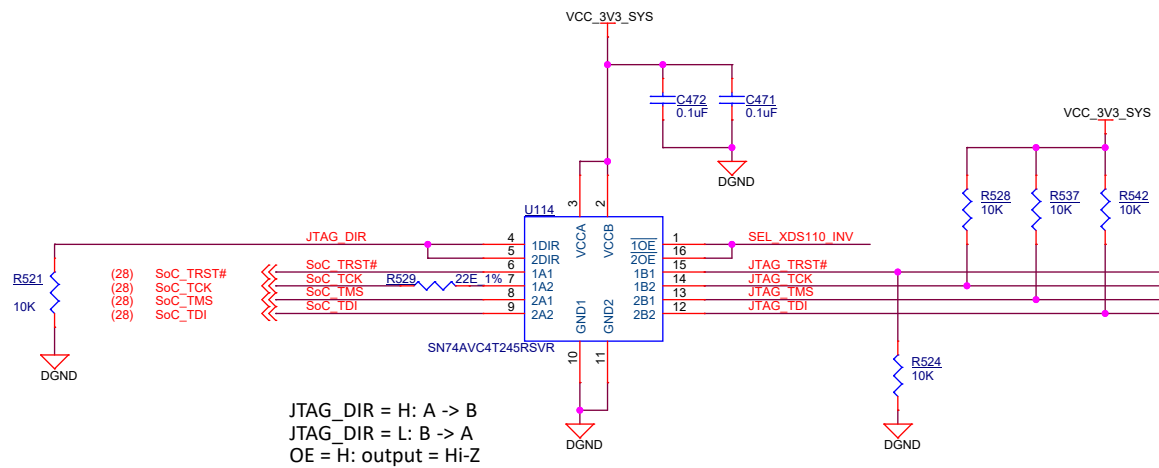 VCC_3V3_SYS
C472
0.1uF
C471
0.1uF
DGND
VCC_3V3_SYS
R528
10K
R537
10K
R542
10K
U114
3
2
VCCA
VCCB
JTAG_DIR
4
1DIR
5
2DIR
SoC_TRST#
6
1A1
SoC_TCK
R529
22E_1%
7
1A2
SoC_TMS
8
2A1
SoC_TDI
9
2A2
1OE
1
SEL_XDS110_INV
2OE
16
1B1
15
JTAG_TRST#
1B2
14
JTAG_TCK
2B1
13
JTAG_TMS
2B2
12
JTAG_TDI
GND1
GND2
10
11
SN74AVC4T245RSVR
DGND
R521
10K
DGND
(28) SoC_TRST#
(28) SoC_TCK
(28) SoC_TMS
(28) SoC_TDI
R524
10K
DGND
JTAG_DIR = H: A -> B
JTAG_DIR = L: B -> A
OE = H: output = Hi-Z